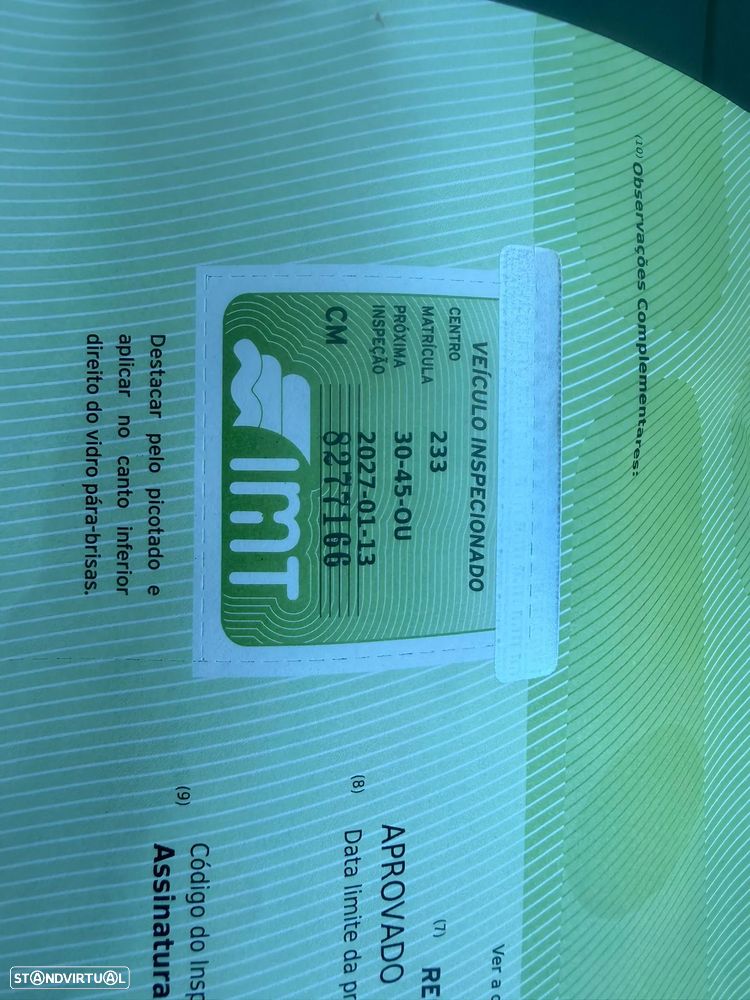 (10) Observações Complementares:
VEÍCULO INSPECIONADO
CENTRO 233
MATRÍCULA 30-45-OU
PRÓXIMA
INSPEÇÃO 2027-01-13
CM 8277166
IMT
Destacar pelo picotado e
aplicar no canto inferior
direito do vidro pára-brisas.
Ver a
(7) RE
APROVADO
(8) Data limite da pr
(9) Código do Insp
Assinatura
STANDVIRTUAL